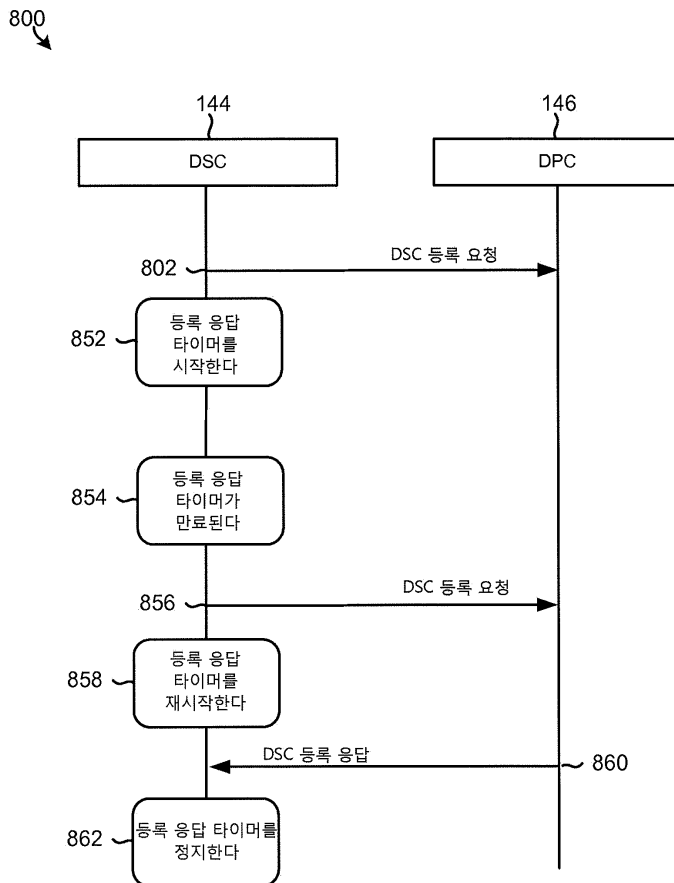 800
144
146
DSC
DPC
DSC 등록 요청
802
등록 응답
타이머를
시작한다
852
등록 응답
타이머가
만료된다
854
DSC 등록 요청
856
등록 응답
타이머를
재시작한다
858
DSC 등록 응답
860
등록 응답 타이머를
정지한다
862